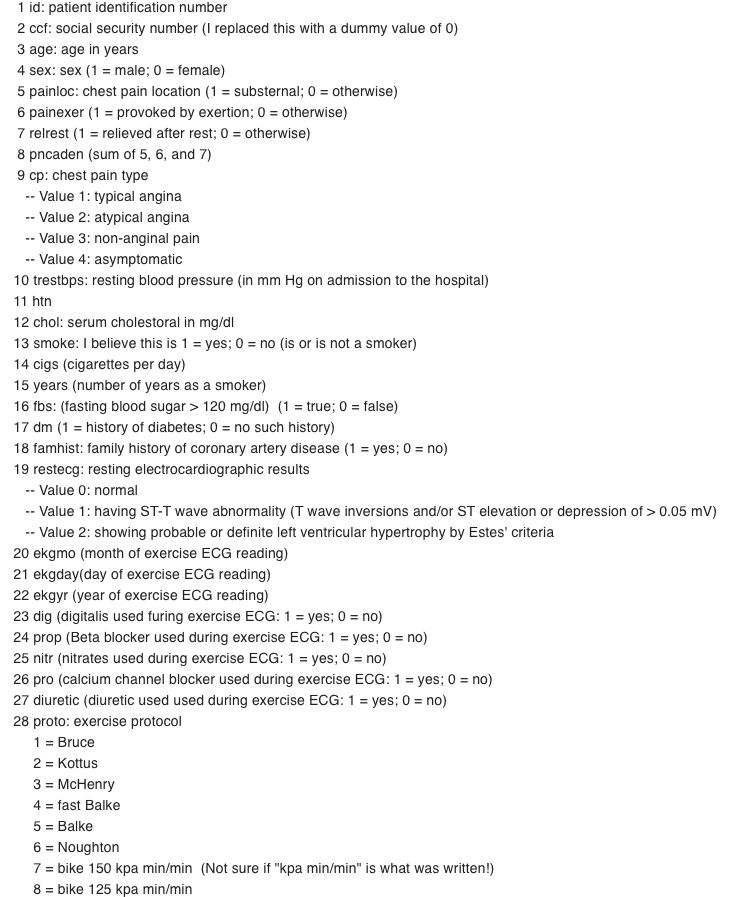 1 id: patient identification number
2 ccf: social security number (I replaced this with a dummy value of 0)
3 age: age in years
4 sex: sex (1 = male; 0 = female)
5 painloc: chest pain location (1 = substernal; 0 = otherwise)
6 painexer (1 = provoked by exertion; 0 = otherwise)
7 relrest (1 = relieved after rest; 0 = otherwise)
8 pncaden (sum of 5, 6, and 7)
9 cp: chest pain type
-- Value 1: typical angina
-- Value 2: atypical angina
-- Value 3: non-anginal pain
-- Value 4: asymptomatic
10 trestbps: resting blood pressure (in mm Hg on admission to the hospital)
11 htn
12 chol: serum cholestoral in mg/dl
13 smoke: I believe this is 1 = yes; 0 = no (is or is not a smoker)
14 cigs (cigarettes per day)
15 years (number of years as a smoker)
16 fbs: (fasting blood sugar > 120 mg/dl)  (1 = true; 0 = false)
17 dm (1 = history of diabetes; 0 = no such history)
18 famhist: family history of coronary artery disease (1 = yes; 0 = no)
19 restecg: resting electrocardiographic results
-- Value 0: normal
-- Value 1: having ST-T wave abnormality (T wave inversions and/or ST elevation or depression of > 0.05 mV)
-- Value 2: showing probable or definite left ventricular hypertrophy by Estes' criteria
20 ekgmo (month of exercise ECG reading)
21 ekgday(day of exercise ECG reading)
22 ekgyr (year of exercise ECG reading)
23 dig (digitalis used furing exercise ECG: 1 = yes; 0 = no)
24 prop (Beta blocker used during exercise ECG: 1 = yes; 0 = no)
25 nitr (nitrates used during exercise ECG: 1 = yes; 0 = no)
26 pro (calcium channel blocker used during exercise ECG: 1 = yes; 0 = no)
27 diuretic (diuretic used used during exercise ECG: 1 = yes; 0 = no)
28 proto: exercise protocol
1 = Bruce
2 = Kottus
3 = McHenry
4 = fast Balke
5 = Balke
6 = Noughton
7 = bike 150 kpa min/min  (Not sure if "kpa min/min" is what was written!)
8 = bike 125 kpa min/min